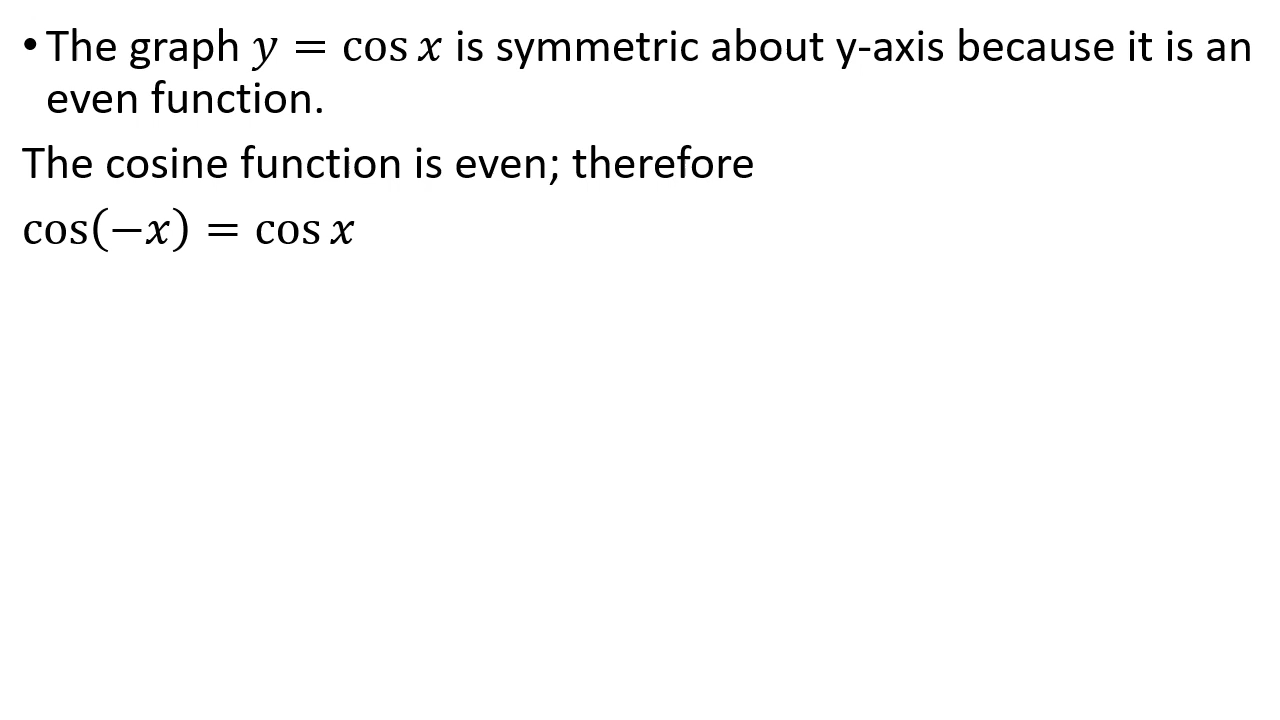 • The graph 𝑦 = cos 𝑥 is symmetric about y-axis because it is an
even function.
The cosine function is even; therefore
cos(−𝑥) = cos 𝑥